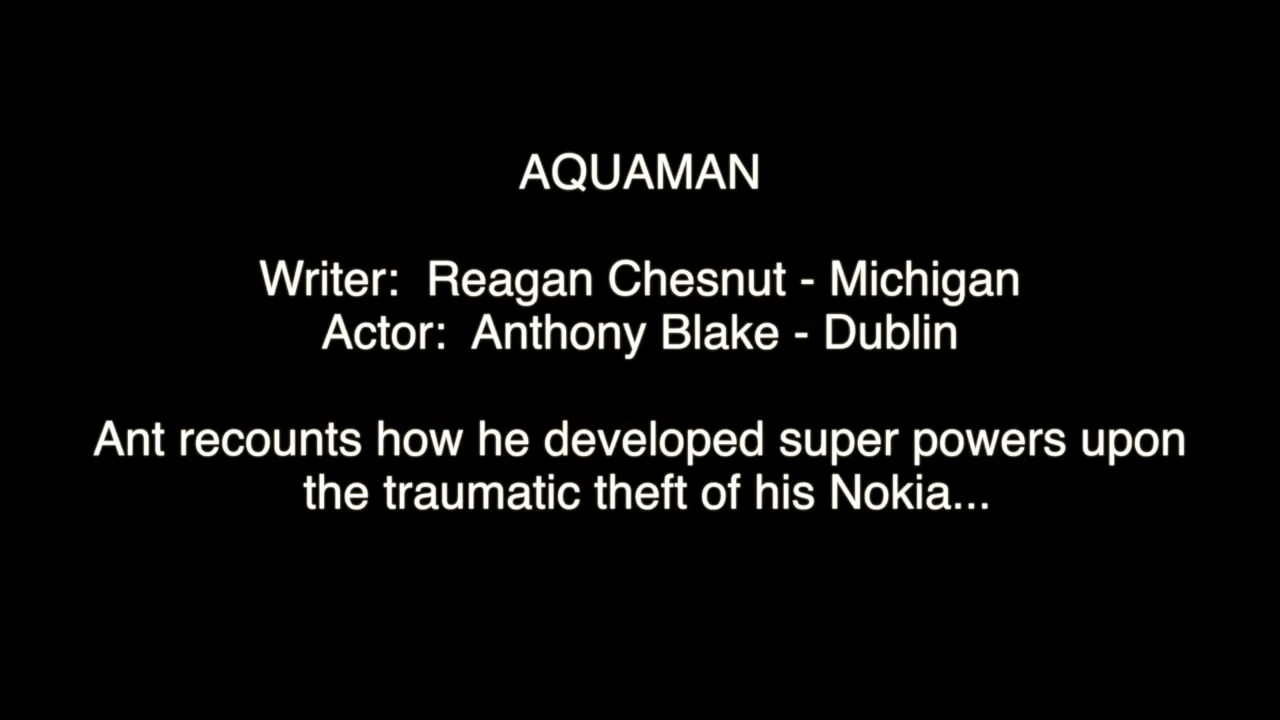 AQUAMAN
Writer:  Reagan Chesnut - Michigan
Actor:  Anthony Blake - Dublin
Ant recounts how he developed super powers upon
the traumatic theft of his Nokia...